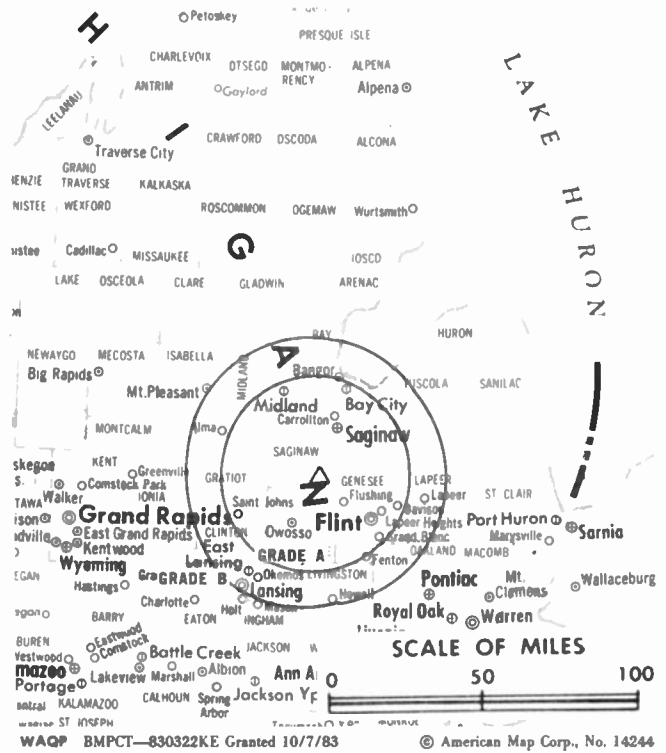 Petoskey
H
PRESQUE ISLE
CHARLEVOIX
OTSEGO MONTMO-
RENCY
ALPENA
ANTRIM
Gaylord
Alpena
LEELANAU
LAKE HURON
I
Traverse City
CRAWFORD OSCODA ALCONA
GRAND
TRAVERSE
KALKASKA
WEXFORD
ROSCOMMON OGEMAW Wurtsmith
Cadillac
MISSAUKEE
G
IOSCO
LAKE OSCEOLA CLARE GLADWIN ARENAC
BAY
HURON
NEWAYGO MECOSTA ISABELLA
MIDLAND
A
Bangor
Big Rapids
TUSCOLA SANILAC
Mt.Pleasant
Midland
Bay City
Carrollton
MONTCALM
Alma
Saginaw
SAGINAW
KENT
Greenville
GRATIOT
GENESEE
LAPEER
Comstock Park
IONIA
N
Flushing
Lapeer
ST CLAIR
Walker
Saint Johns
Davison
Grand Rapids
Owosso
Flint
Lapeer Heights
Port Huron
Sarnia
East Grand Rapids
CLINTON
Grand Blanc
Marysville
Kentwood
East
Lansing
GRADE A
Fenton
OAKLAND MACOMB
Wyoming
GRADE B
Okemos
LIVINGSTON
Pontiac
Mt.
Clemens
Wallaceburg
Hastings
Lansing
Charlotte
Holt
Mason
Howell
Royal Oak
Warren
BARRY
EATON
INGHAM
BUREN
Eastwood
Comstock
Battle Creek
JACKSON
SCALE OF MILES
Westwood
Lakeview
Marshall
Albion
Ann A
0 50 100
mazoo
Portage
KALAMAZOO
CALHOUN
Spring
Arbor
Jackson
Yp
ST JOSEPH
WAQP BMPCT—830322KE Granted 10/7/83
© American Map Corp., No. 14244